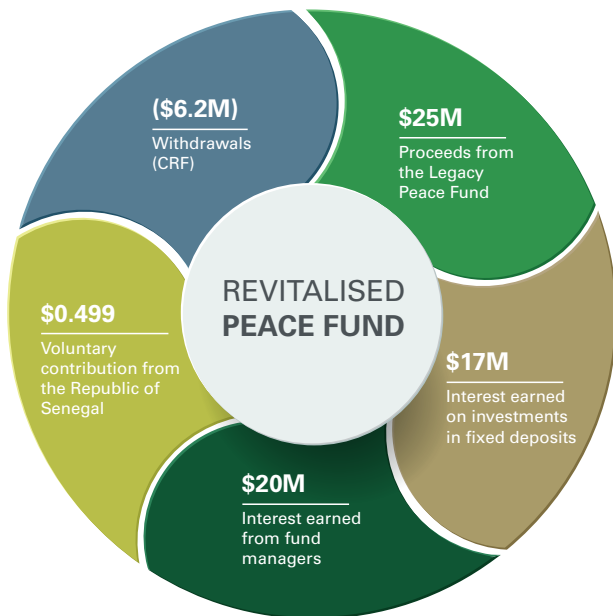 ($6.2M)
Withdrawals
(CRF)
$25M
Proceeds from
the Legacy
Peace Fund
REVITALISED
PEACE FUND
$0.499
Voluntary
contribution from
the Republic of
Senegal
$17M
Interest earned
on investments
in fixed deposits
$20M
Interest earned
from fund
managers